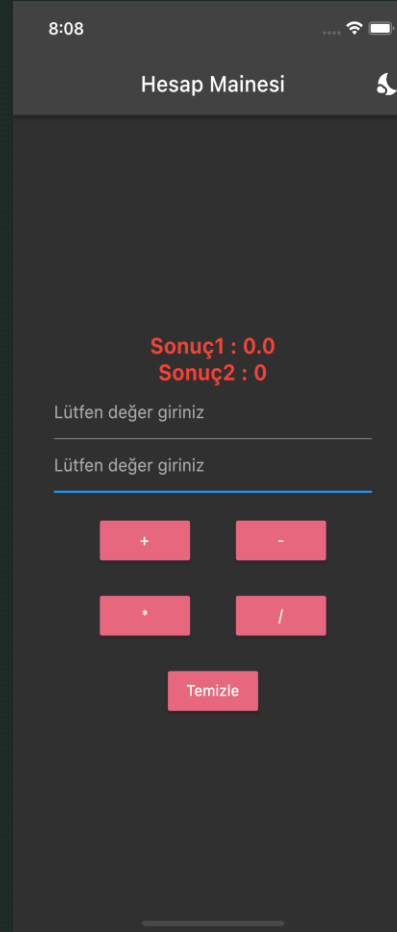 8:08
Hesap Mainesi
Sonuç1 : 0.0
Sonuç2 : 0
Lütfen değer giriniz
Lütfen değer giriniz
+ -
* /
Temizle